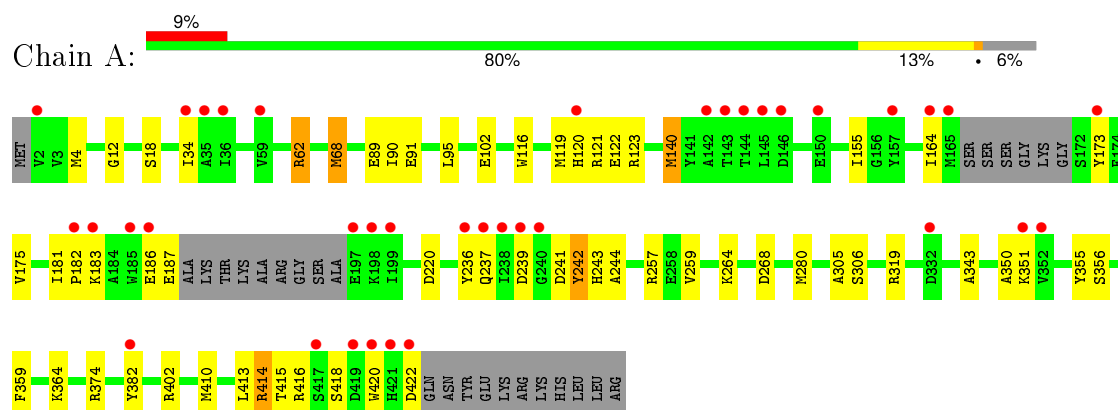 9%
Chain A:
80% 13% • 6%
MET V2 V3 M4 G12 S18 I34 A35 I36 V59 R62 M68 E89 I90 E91 L95 E102 W116 M119 H120 R121 E122 R123 M140 Y141 A142 T143 T144 L145 D146 E150 I155 G156 Y157 I164 M165 SER SER SER GLY LYS GLY S172 Y173
V175 I181 P182 K183 A184 W185 E186 E187 ALA LYS THR LYS ALA ARG GLY SER ALA E197 K198 I199 D220 Y236 Q237 I238 D239 G240 D241 Y242 H243 A244 R257 E258 V259 K264 D268 M280 A305 S306 R319 D332 A343 A350 K351 V352 Y355 S356
F359 K364 R374 Y382 R402 M410 L413 R414 T415 R416 S417 S418 D419 W420 H421 D422 GLN ASN TYR GLU LYS ARG LYS HIS LEU LEU ARG